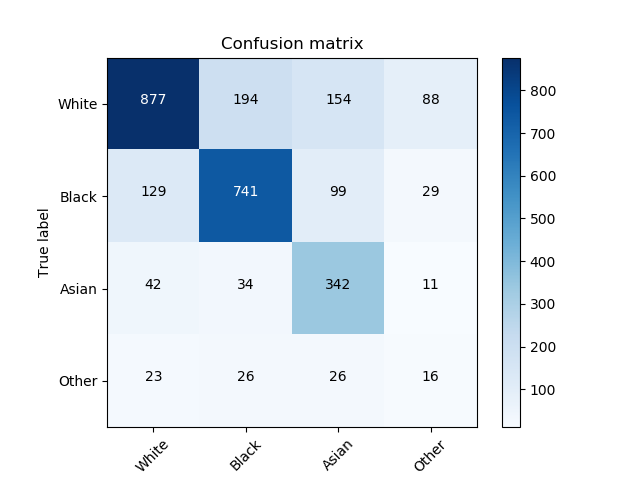 Confusion matrix
White 877 194 154 88
Black 129 741 99 29
Asian 42 34 342 11
Other 23 26 26 16
White Black Asian Other
True label
800
700
600
500
400
300
200
100